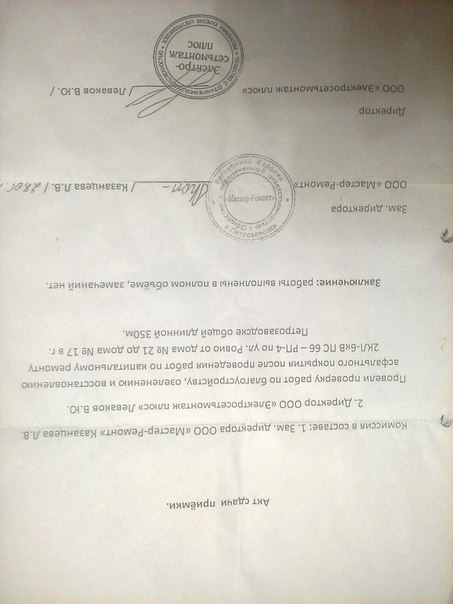 Акт сдачи приёмки.
Комиссия в составе: 1. Зам. директора ООО «Мастер-Ремонт» Казанцева Л.В.
2. Директор ООО «Электросетьмонтаж плюс» Леваков В.Ю.
Провели проверку работ по благоустройству, озеленению и восстановлению
асфальтного покрытия после проведения работ по капитальному ремонту
2КЛ-6кВ ПС 66 – РП-4 по ул. Ровио от дома № 21 до дома № 17 в г.
Петрозаводске общей длинной 350м.
Заключение: работы выполнены в полном объёме, замечаний нет.
Зам. директора
ООО «Мастер-Ремонт» / Казанцева Л.В. /
«Мастер-Ремонт»
Республика Карелия
г. Петрозаводск
Директор
ООО «Электросетьмонтаж плюс» / Леваков В.Ю. /
Электро-
сетьмонтаж
плюс